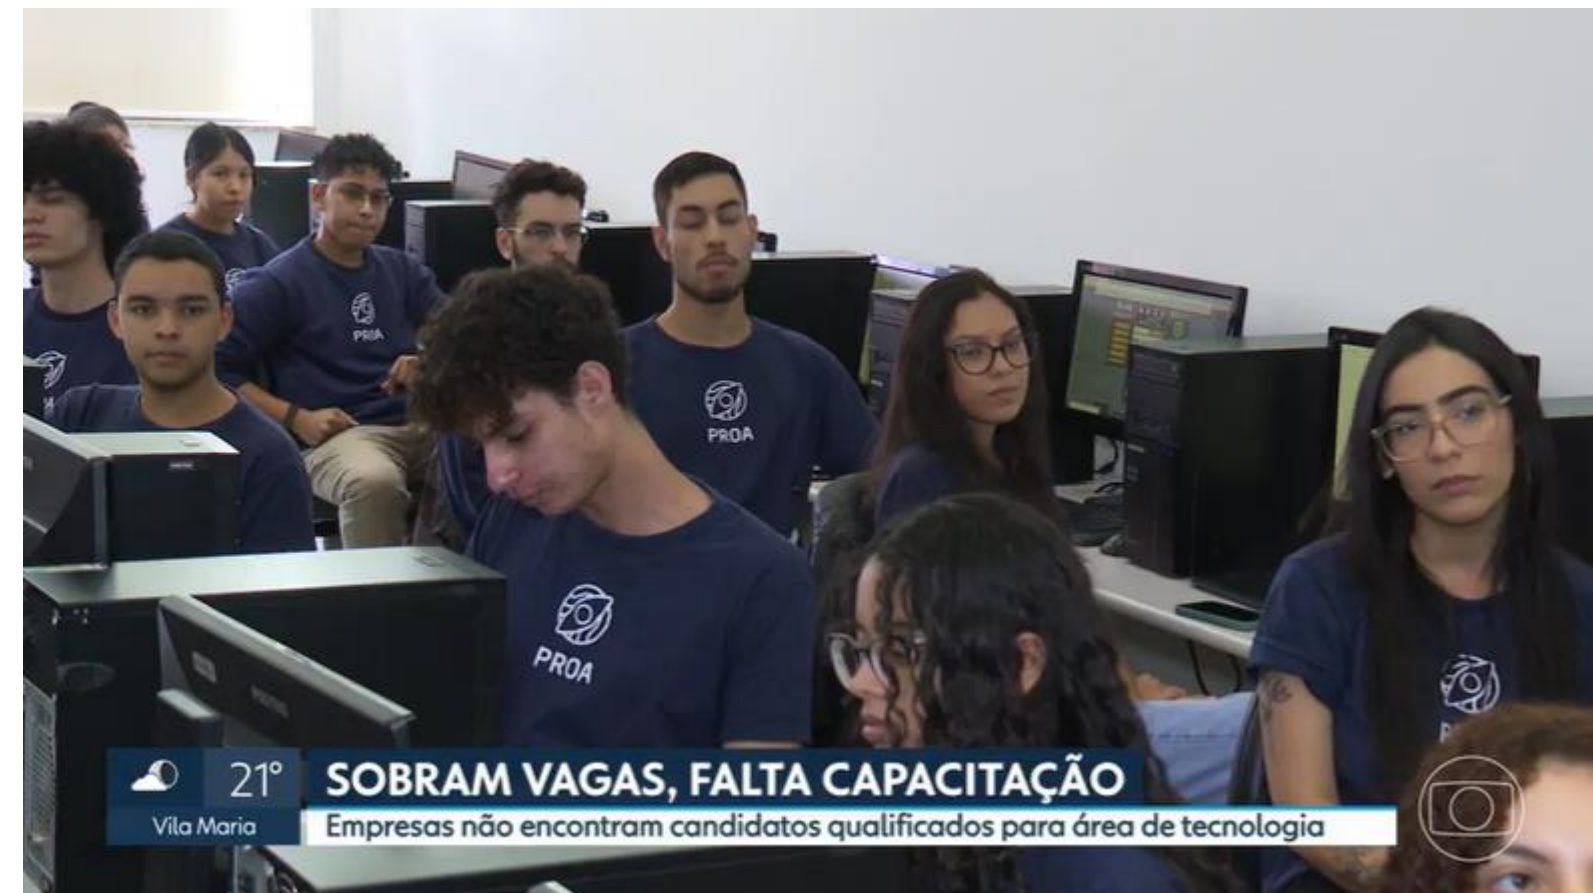 PROA
PROA
PROA
21°
Vila Maria
SOBRAM VAGAS, FALTA CAPACITAÇÃO
Empresas não encontram candidatos qualificados para área de tecnologia